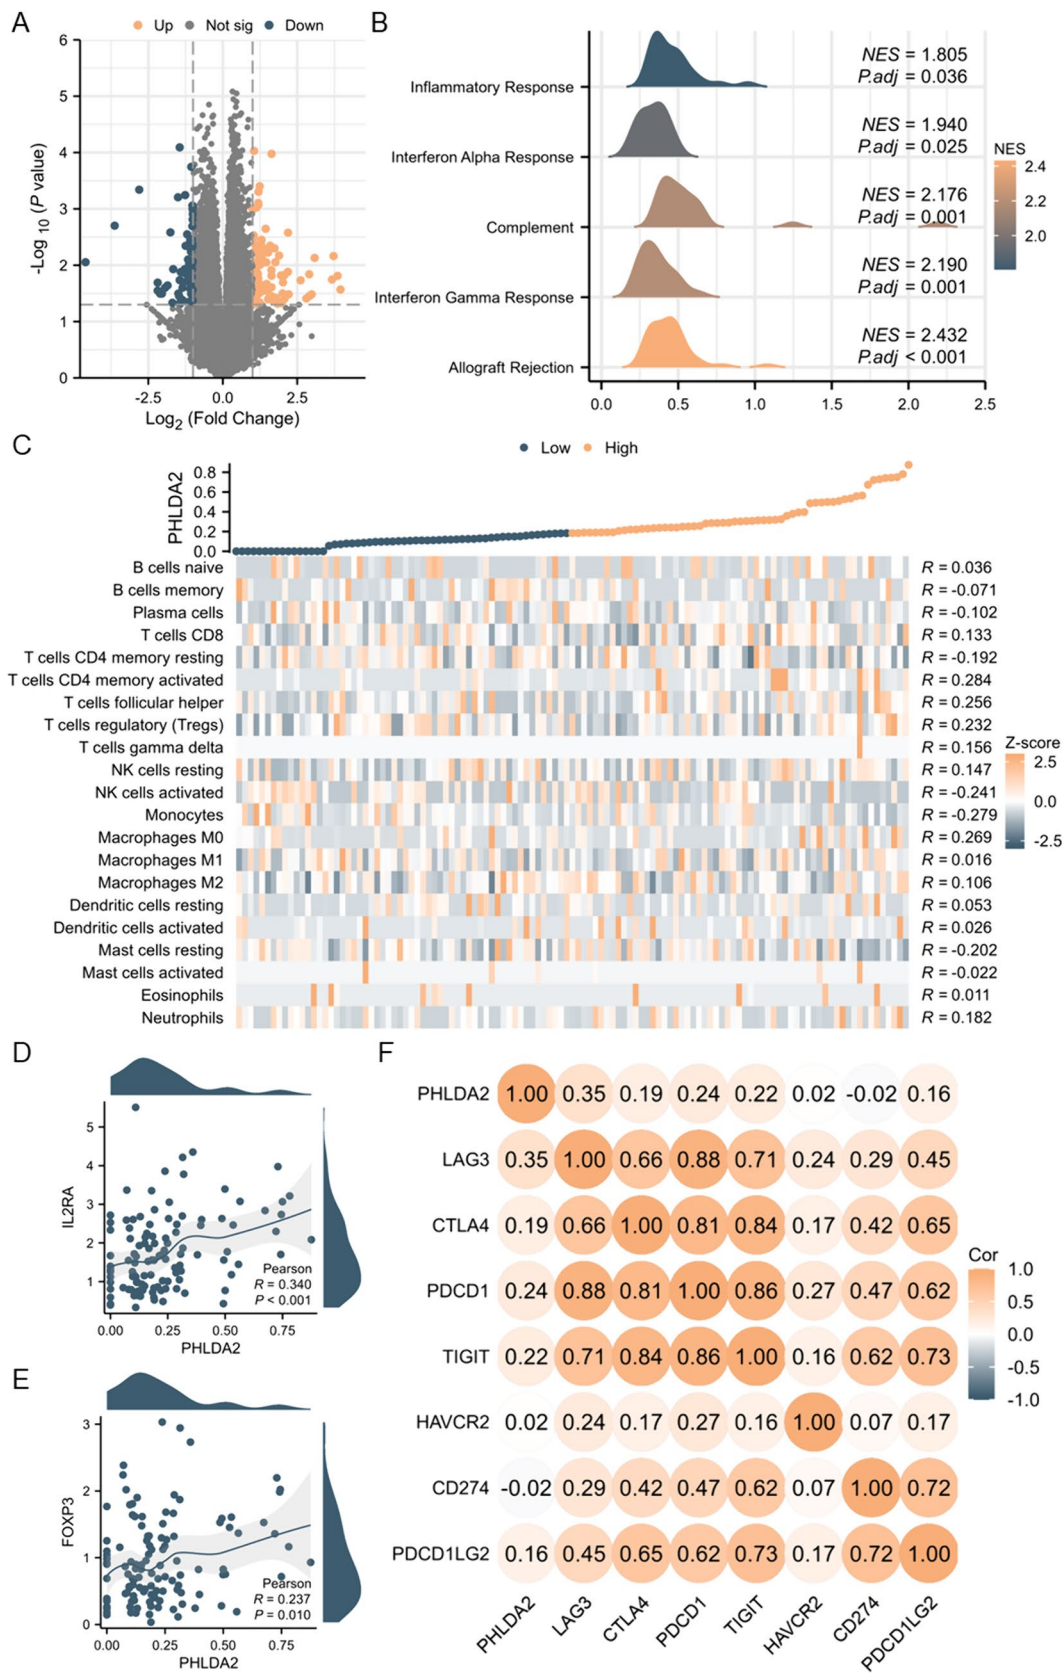 A
Up Not sig Down
6
5
4
3
2
1
0
-Log 10 (P value)
-2.5 0.0 2.5
Log2 (Fold Change)
B
Inflammatory Response
NES = 1.805
P.adj = 0.036
Interferon Alpha Response
NES = 1.940
P.adj = 0.025
Complement
NES = 2.176
P.adj = 0.001
Interferon Gamma Response
NES = 2.190
P.adj = 0.001
Allograft Rejection
NES = 2.432
P.adj < 0.001
0.0 0.5 1.0 1.5 2.0 2.5
NES
2.4
2.2
2.0
C
Low High
PHLDA2
0.8
0.6
0.4
0.2
0.0
B cells naive R = 0.036
B cells memory R = -0.071
Plasma cells R = -0.102
T cells CD8 R = 0.133
T cells CD4 memory resting R = -0.192
T cells CD4 memory activated R = 0.284
T cells follicular helper R = 0.256
T cells regulatory (Tregs) R = 0.232
T cells gamma delta R = 0.156
NK cells resting R = 0.147
NK cells activated R = -0.241
Monocytes R = -0.279
Macrophages M0 R = 0.269
Macrophages M1 R = 0.016
Macrophages M2 R = 0.106
Dendritic cells resting R = 0.053
Dendritic cells activated R = 0.026
Mast cells resting R = -0.202
Mast cells activated R = -0.022
Eosinophils R = 0.011
Neutrophils R = 0.182
Z-score
2.5
0.0
-2.5
D
IL2RA
5
4
3
2
1
Pearson
R = 0.340
P < 0.001
0.00 0.25 0.50 0.75
PHLDA2
E
FOXP3
3
2
1
0
Pearson
R = 0.237
P = 0.010
0.00 0.25 0.50 0.75
PHLDA2
F
PHLDA2 1.00 0.35 0.19 0.24 0.22 0.02 -0.02 0.16
LAG3 0.35 1.00 0.66 0.88 0.71 0.24 0.29 0.45
CTLA4 0.19 0.66 1.00 0.81 0.84 0.17 0.42 0.65
PDCD1 0.24 0.88 0.81 1.00 0.86 0.27 0.47 0.62
TIGIT 0.22 0.71 0.84 0.86 1.00 0.16 0.62 0.73
HAVCR2 0.02 0.24 0.17 0.27 0.16 1.00 0.07 0.17
CD274 -0.02 0.29 0.42 0.47 0.62 0.07 1.00 0.72
PDCD1LG2 0.16 0.45 0.65 0.62 0.73 0.17 0.72 1.00
PHLDA2 LAG3 CTLA4 PDCD1 TIGIT HAVCR2 CD274 PDCD1LG2
Cor
1.0
0.5
0.0
-0.5
-1.0